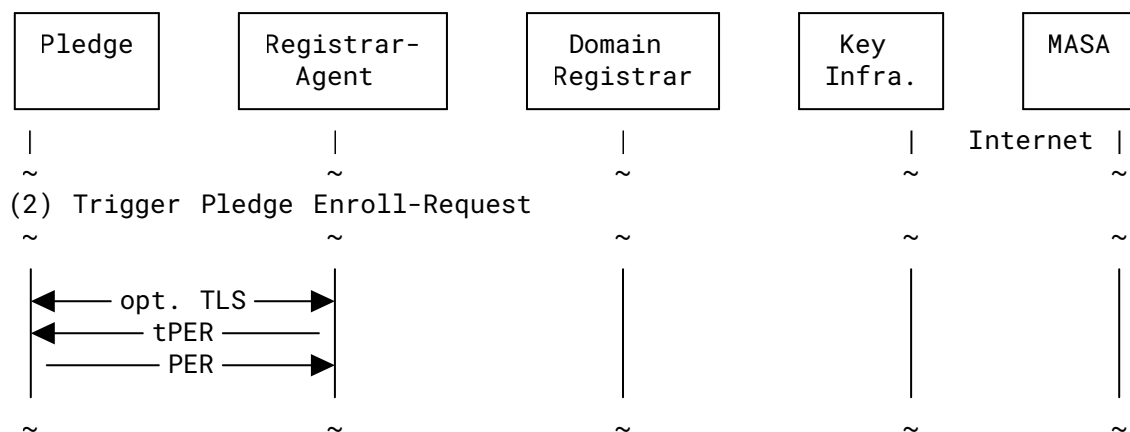 Pledge Registrar- Domain Key MASA
Agent Registrar Infra.
| | | | Internet |
~ ~ ~ ~ ~
(2) Trigger Pledge Enroll-Request
~ ~ ~ ~ ~
opt. TLS
tPER
PER
~ ~ ~ ~ ~